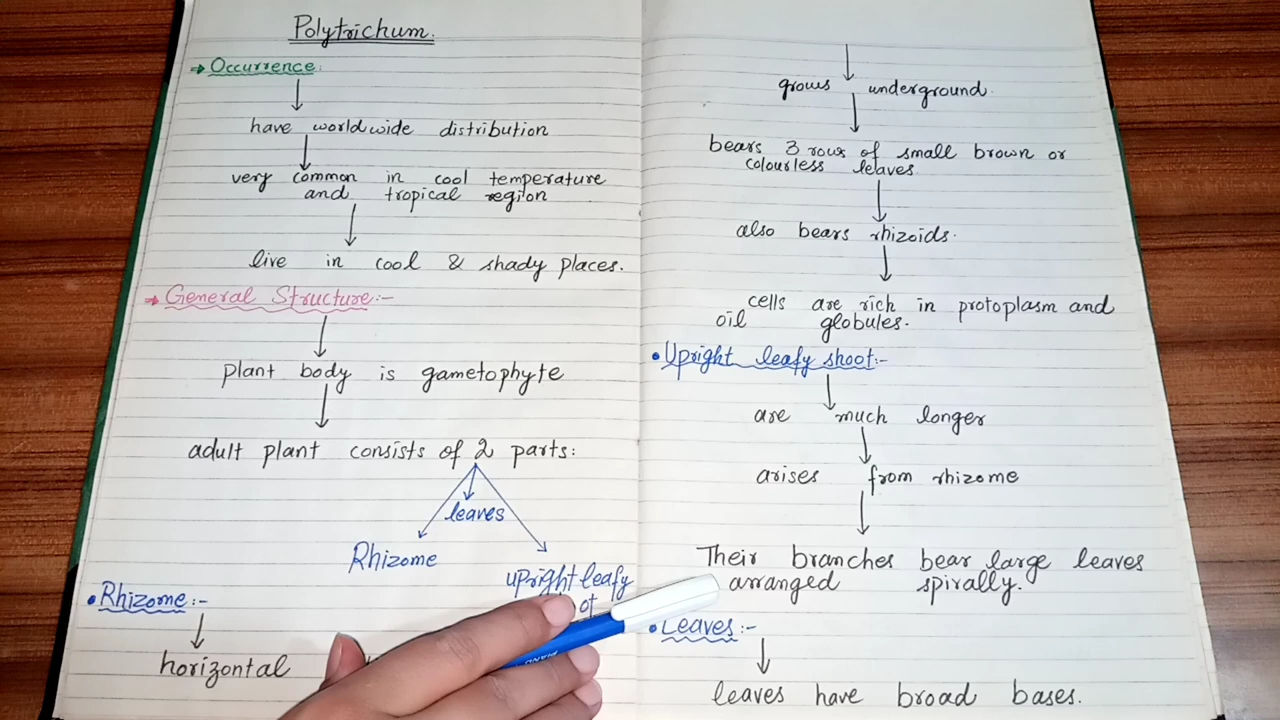 Polytrichum.
→ Occurrence:
have worldwide distribution
very common in cool temperature
and tropical region
live in cool & shady places.
→ General Structure:-
plant body is gametophyte
adult plant consists of 2 parts:
leaves
Rhizome
upright leafy
• Rhizome:-
horizontal
grows underground.
bears 3 rows of small brown or
colourless leaves
also bears rhizoids.
cells are rich in protoplasm and
oil globules.
• Upright leafy shoot:-
are much longer
arises from rhizome
Their branches bear large leaves
arranged spirally.
• Leaves:-
leaves have broad bases.